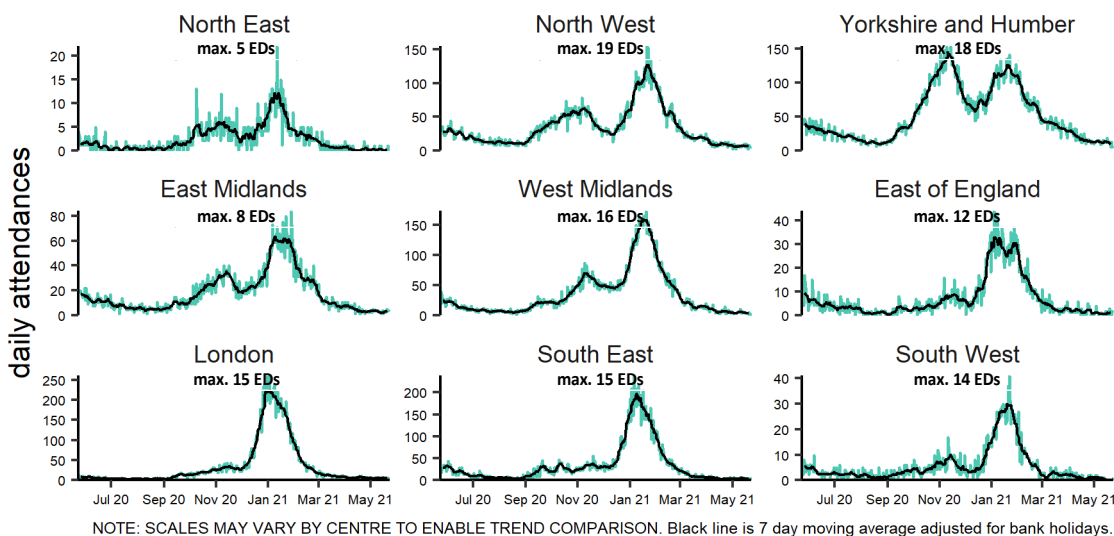 North East
max. 5 EDs
20
15
10
5
0
North West
max. 19 EDs
150
100
50
0
Yorkshire and Humber
max. 18 EDs
150
100
50
0
daily attendances
East Midlands
max. 8 EDs
80
60
40
20
0
West Midlands
max. 16 EDs
150
100
50
0
East of England
max. 12 EDs
40
30
20
10
0
London
max. 15 EDs
250
200
150
100
50
0
Jul 20 Sep 20 Nov 20 Jan 21 Mar 21 May 21
South East
max. 15 EDs
200
150
100
50
0
Jul 20 Sep 20 Nov 20 Jan 21 Mar 21 May 21
South West
max. 14 EDs
40
30
20
10
0
Jul 20 Sep 20 Nov 20 Jan 21 Mar 21 May 21
NOTE: SCALES MAY VARY BY CENTRE TO ENABLE TREND COMPARISON. Black line is 7 day moving average adjusted for bank holidays.